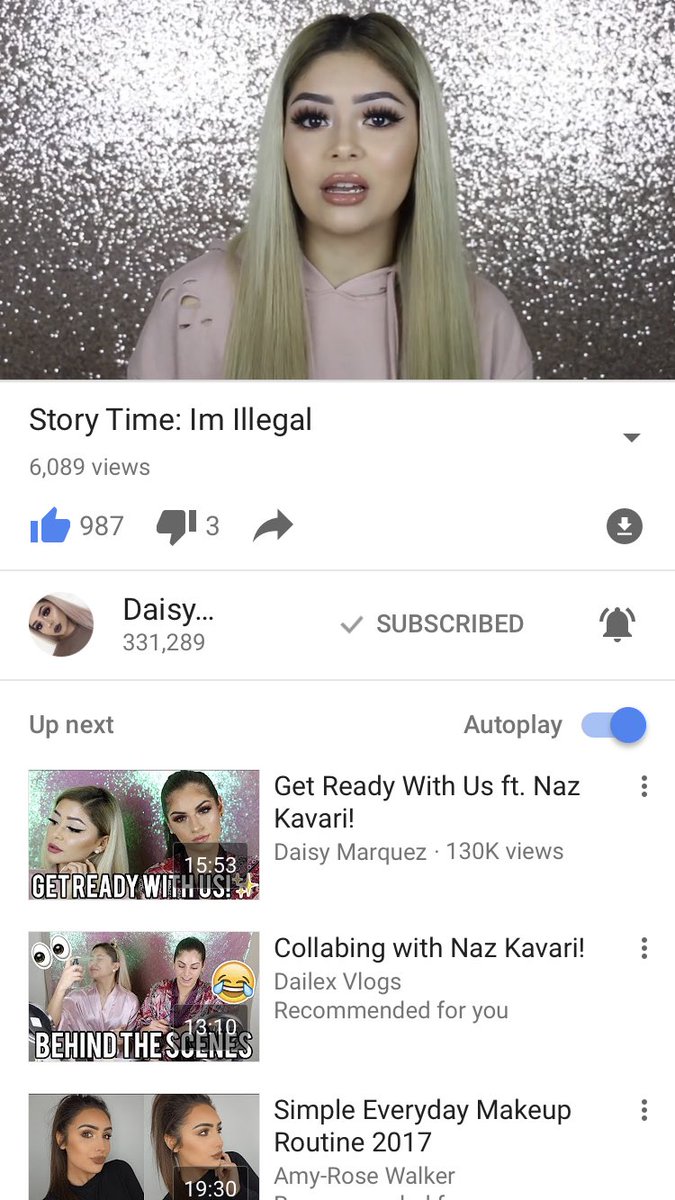 Story Time: Im Illegal
6,089 views
987
3
Daisy...
331,289
SUBSCRIBED
Up next
Autoplay
15:53
GET READY WITH US!
Get Ready With Us ft. Naz
Kavari!
Daisy Marquez · 130K views
13:10
BEHIND THE SCENES
Collabing with Naz Kavari!
Dailex Vlogs
Recommended for you
19:30
Simple Everyday Makeup
Routine 2017
Amy-Rose Walker